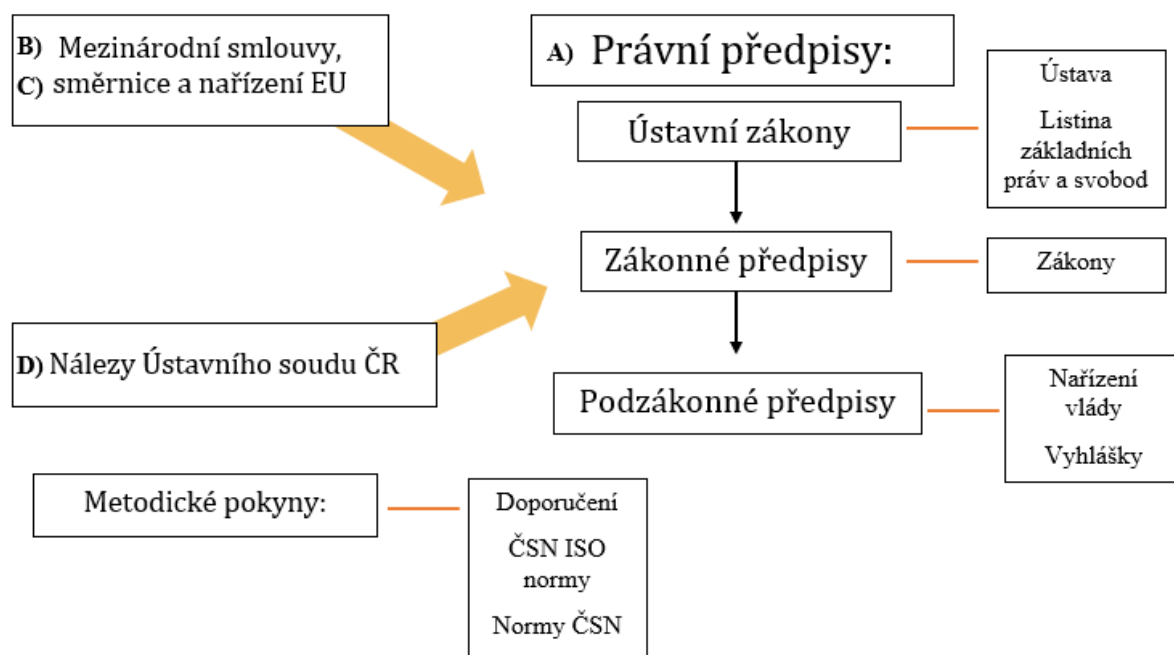 B) Mezinárodní smlouvy,
C) směrnice a nařízení EU
A) Právní předpisy:
Ústavní zákony
Ústava
Listina
základních
práv a svobod
Zákonné předpisy
Zákony
D) Nálezy Ústavního soudu ČR
Podzákonné předpisy
Nařízení
vlády
Vyhlášky
Metodické pokyny:
Doporučení
ČSN ISO
normy
Normy ČSN